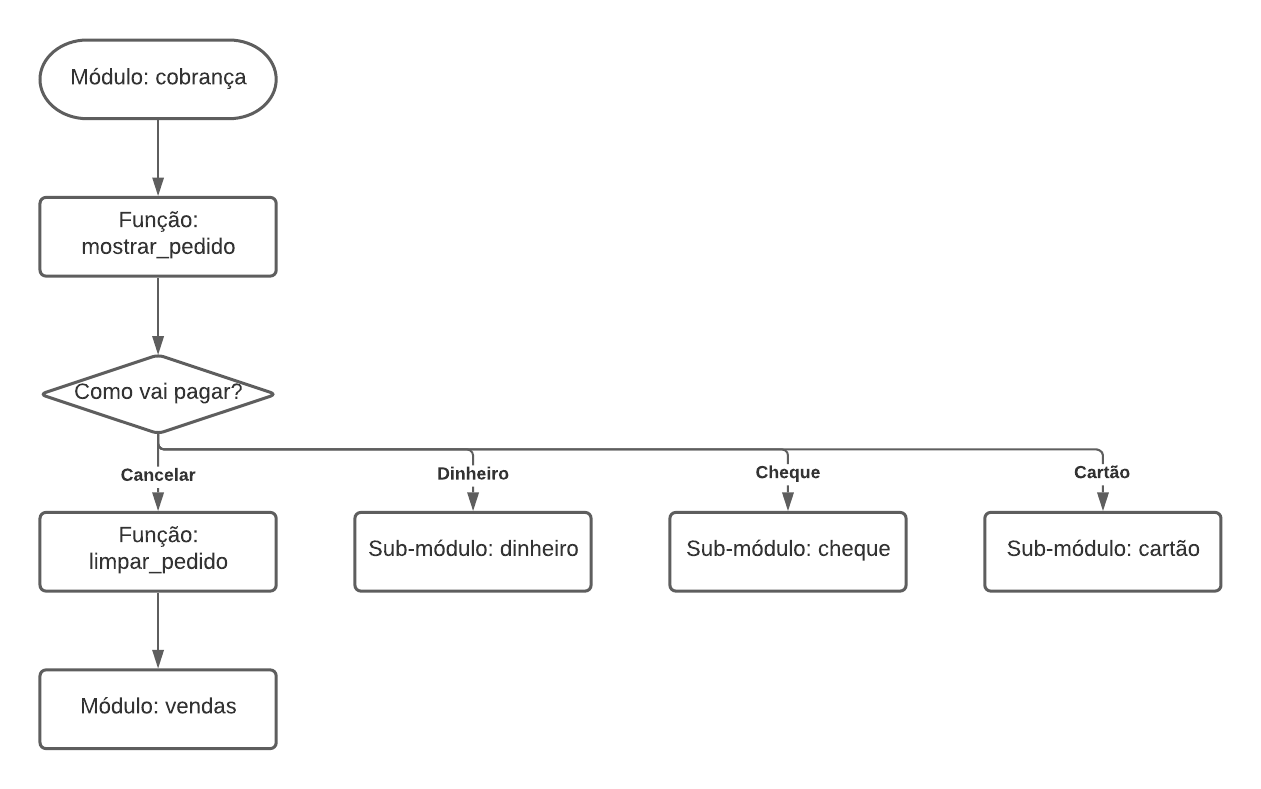 Módulo: cobrança
Função:
mostrar_pedido
Como vai pagar?
Cancelar
Dinheiro
Cheque
Cartão
Função:
limpar_pedido
Sub-módulo: dinheiro
Sub-módulo: cheque
Sub-módulo: cartão
Módulo: vendas